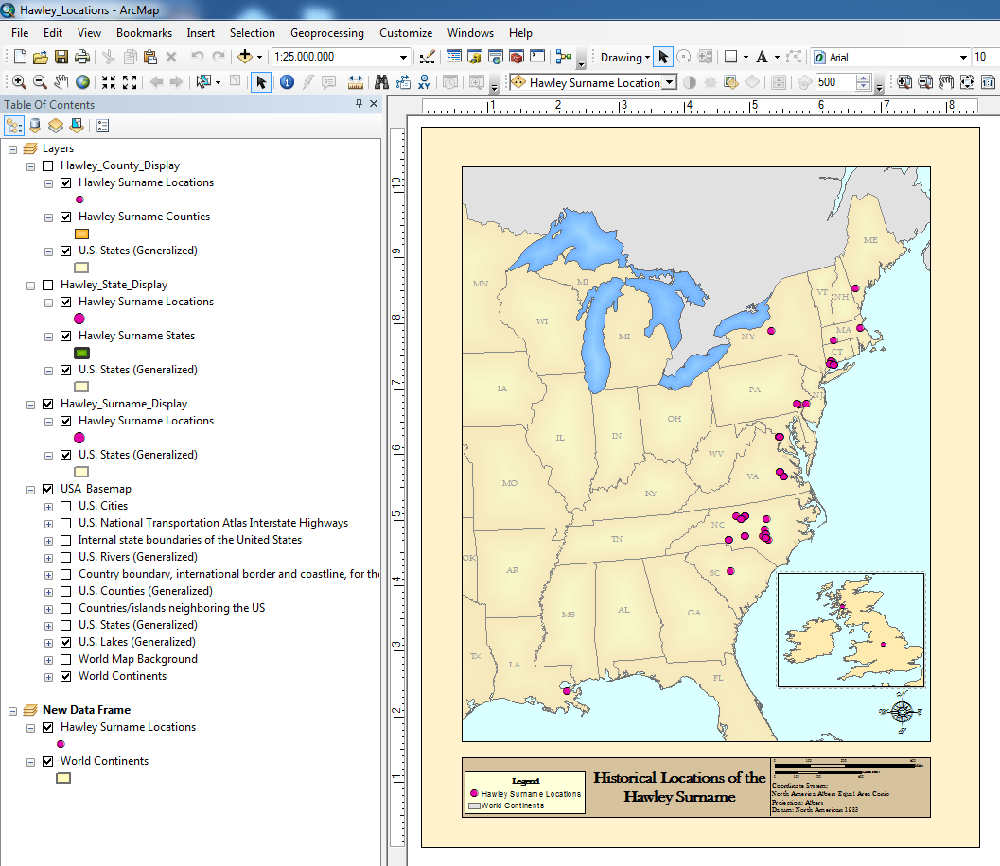 Hawley_Locations - ArcMap
File Edit View Bookmarks Insert Selection Geoprocessing Customize Windows Help
1:25,000,000 Drawing A Arial 10
Hawley Surname Location 500
Table Of Contents
1 2 3 4 5 6 7 8
Layers
Hawley_County_Display
Hawley Surname Locations
Hawley Surname Counties
U.S. States (Generalized)
Hawley_State_Display
Hawley Surname Locations
Hawley Surname States
U.S. States (Generalized)
Hawley_Surname_Display
Hawley Surname Locations
U.S. States (Generalized)
USA_Basemap
U.S. Cities
U.S. National Transportation Atlas Interstate Highways
Internal state boundaries of the United States
U.S. Rivers (Generalized)
Country boundary, international border and coastline, for the
U.S. Counties (Generalized)
Countries/islands neighboring the US
U.S. States (Generalized)
U.S. Lakes (Generalized)
World Map Background
World Continents
New Data Frame
Hawley Surname Locations
World Continents
10
9
8
7
6
5
4
3
2
1
ME
MN
MI
VT
NH
WI
MI
NY
MA
CT
IA
PA
NJ
OH
IL
IN
WV
MO
VA
KY
NC
TN
OK
AR
SC
MS
AL
GA
TX
LA
FL
Legend
Hawley Surname Locations
World Continents
Historical Locations of the
Hawley Surname
Coordinate System:
North America Albers Equal Area Conic
Projection: Albers
Datum: North American 1983